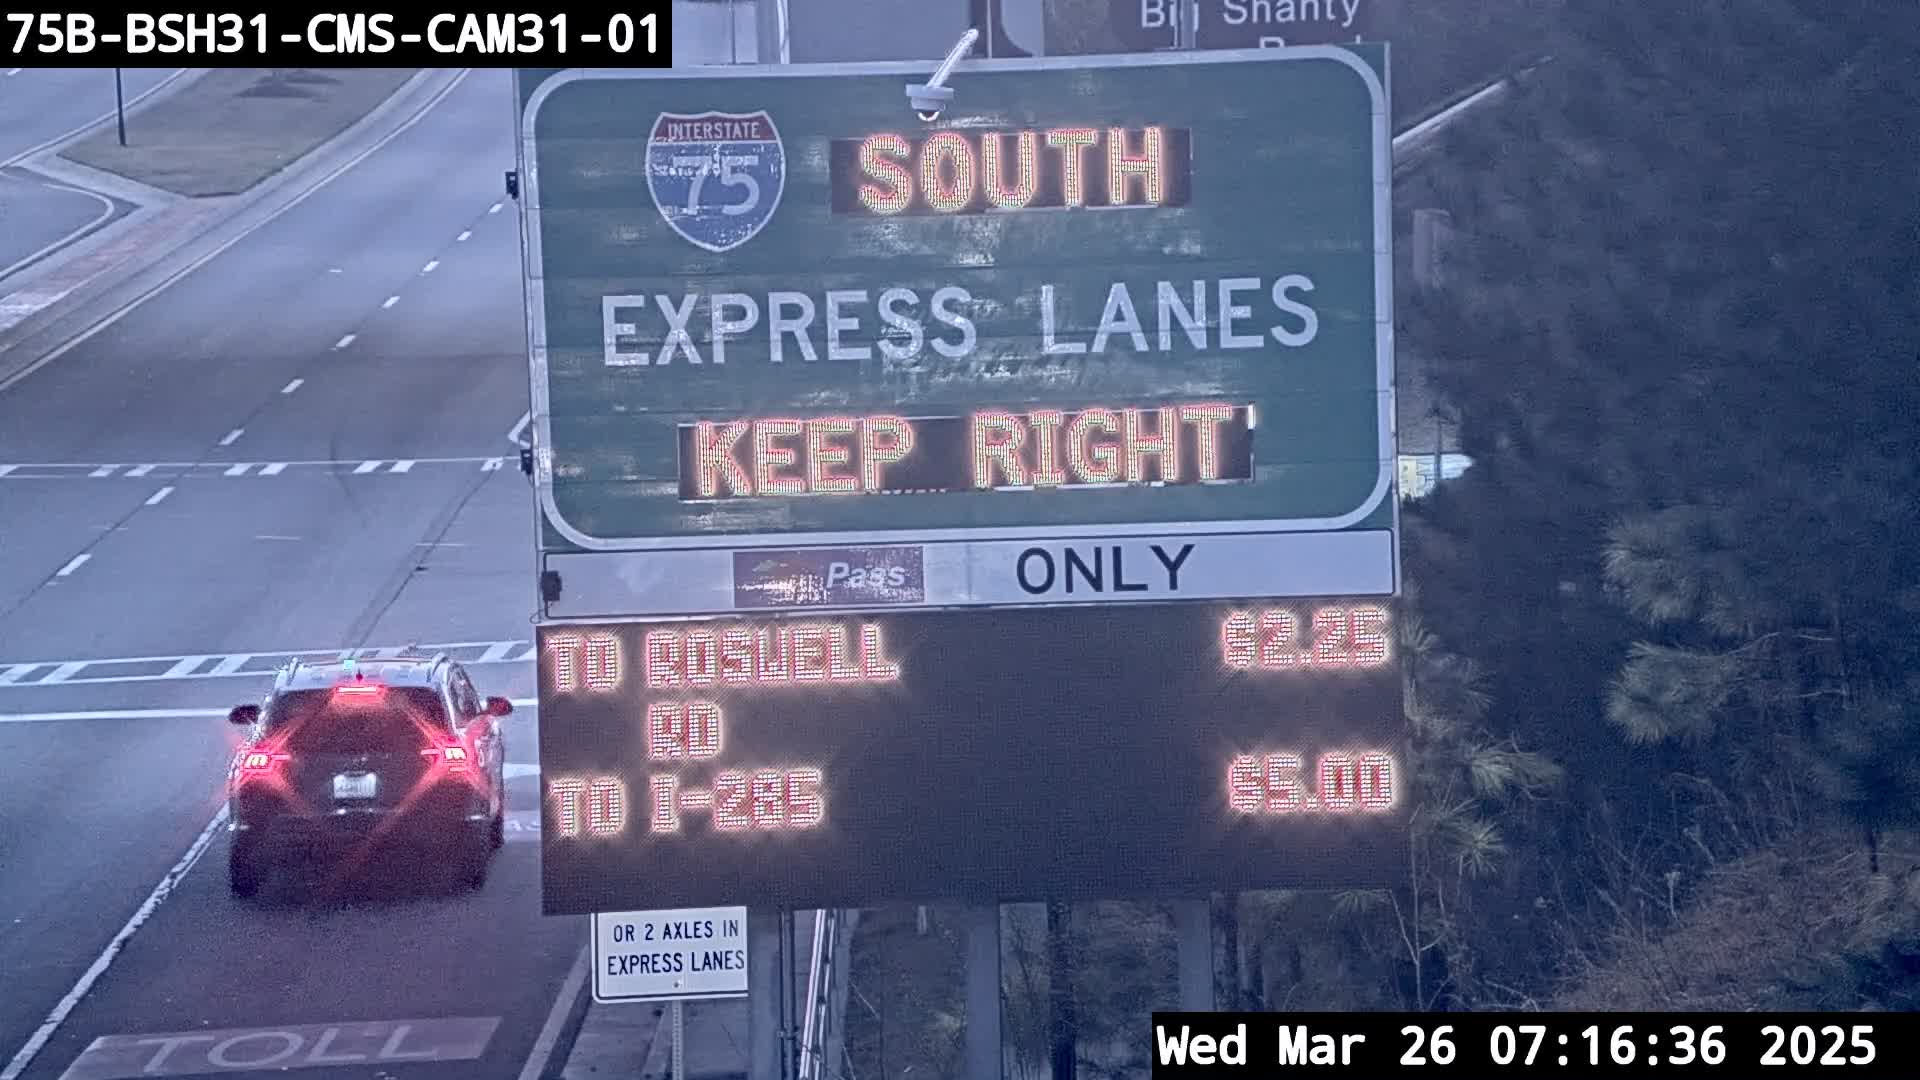 75B-BSH31-CMS-CAM31-01
Big Shanty
INTERSTATE
75
SOUTH
EXPRESS LANES
KEEP RIGHT
Pass ONLY
TO ROSWELL $2.25
RD
TO I-285 $5.00
OR 2 AXLES IN
EXPRESS LANES
TOLL
Wed Mar 26 07:16:36 2025